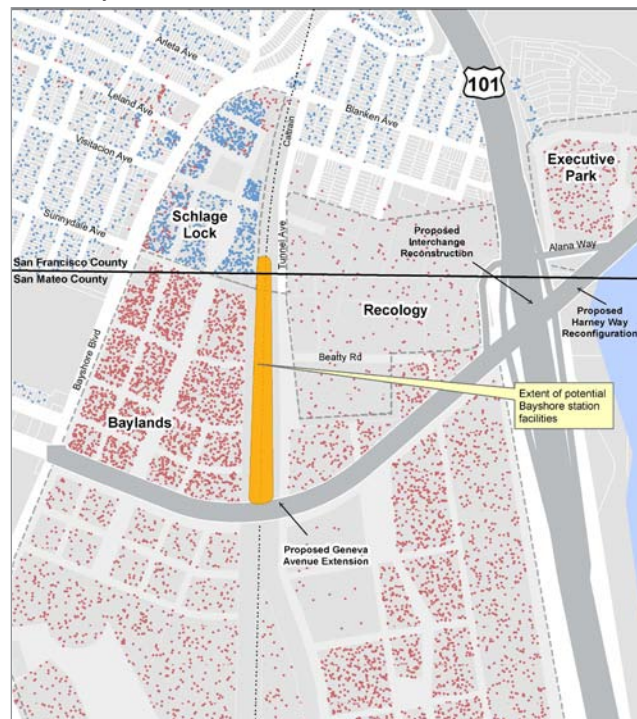 Arleta Ave
Leland Ave
Visitacion Ave
Sunnydale Ave
Blanken Ave
Caltrain
101
Executive
Park
Schlage
Lock
Tunnel Ave
Proposed
Interchange
Reconstruction
Alana Way
San Francisco County
San Mateo County
Recology
Proposed
Harney Way
Reconfiguration
Bayshore Blvd
Beatty Rd
Extent of potential
Bayshore station
facilities
Baylands
Proposed Geneva
Avenue Extension